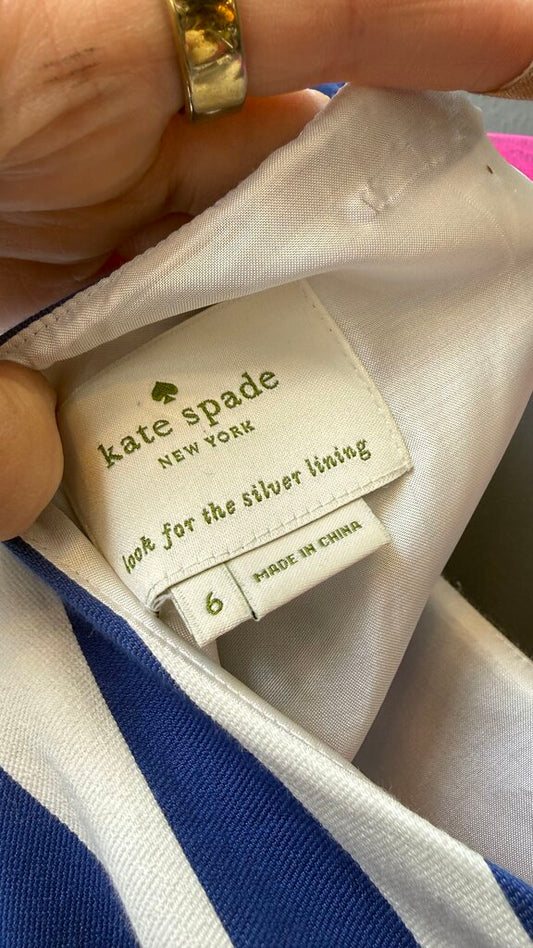 kate spade
NEW YORK
look for the silver lining
6
MADE IN CHINA